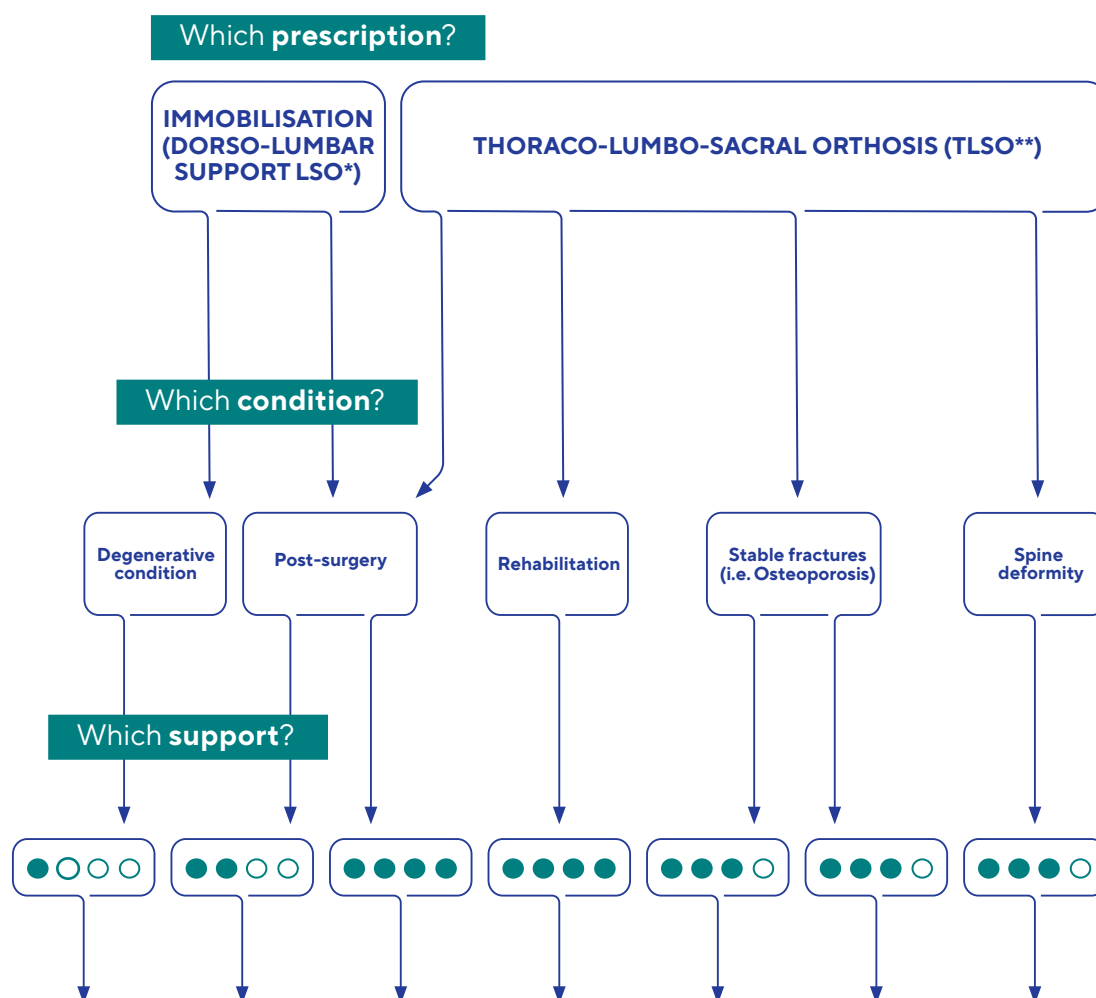 Which prescription?
IMMOBILISATION
(DORSO-LUMBAR
SUPPORT LSO*)
THORACO-LUMBO-SACRAL ORTHOSIS (TLSO**)
Which condition?
Degenerative
condition
Post-surgery
Rehabilitation
Stable fractures
(i.e. Osteoporosis)
Spine
deformity
Which support?